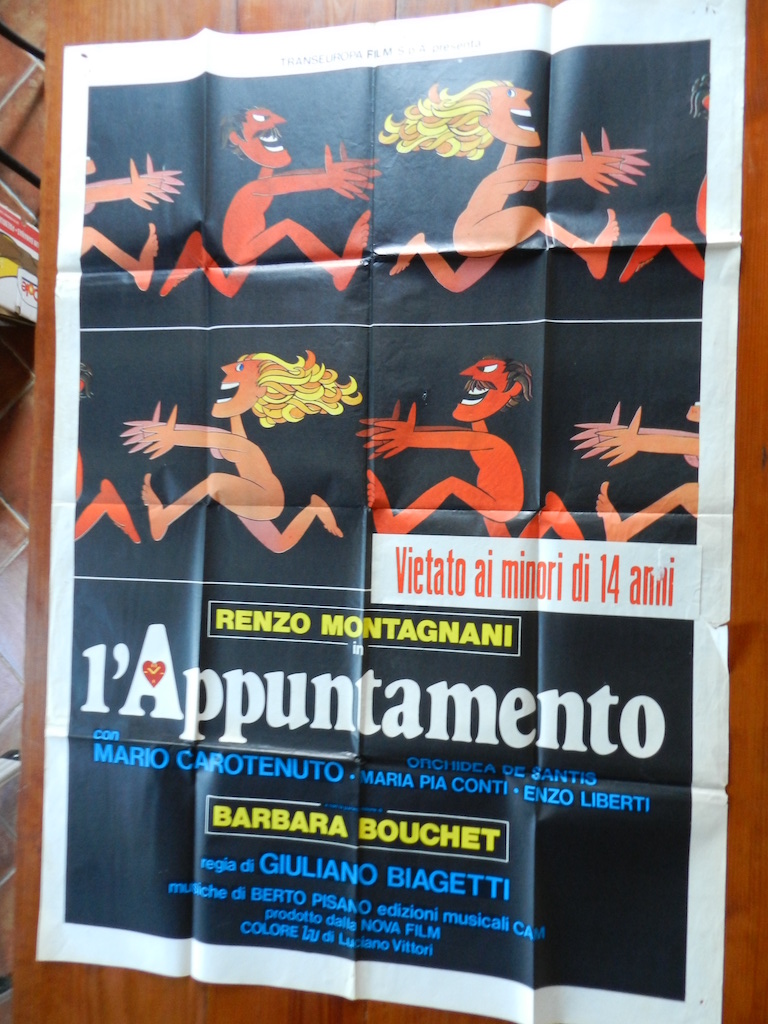 TRANSEUROPA FILM S.p.A. presenta
Vietato ai minori di 14 anni
RENZO MONTAGNANI
in
l'Appuntamento
con
ORCHIDEA DE SANTIS
MARIO CAROTENUTO • MARIA PIA CONTI • ENZO LIBERTI
BARBARA BOUCHET
regia di GIULIANO BIAGETTI
musiche di BERTO PISANO edizioni musicali CAM
prodotto dalla NOVA FILM
COLORE di Luciano Vittori